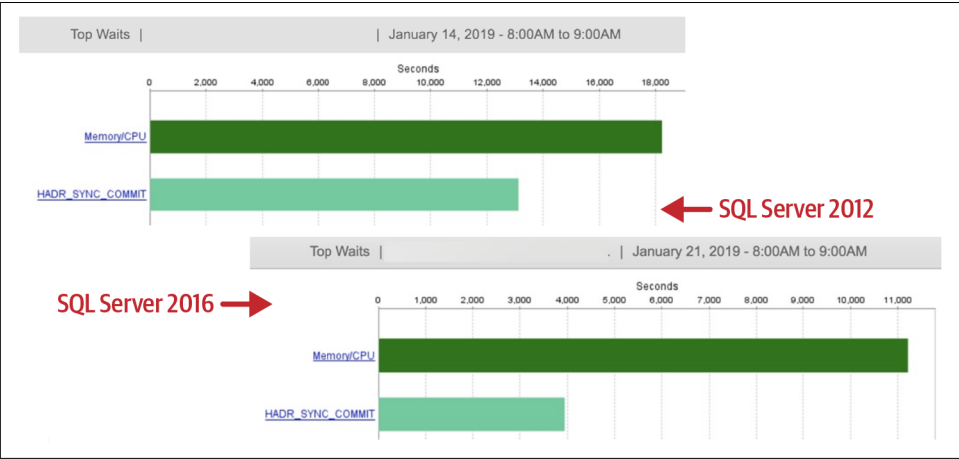 Top Waits | | January 14, 2019 - 8:00AM to 9:00AM
Seconds
0 2,000 4,000 6,000 8,000 10,000 12,000 14,000 16,000 18,000
Memory/CPU
HADR_SYNC_COMMIT
SQL Server 2012
Top Waits | . | January 21, 2019 - 8:00AM to 9:00AM
SQL Server 2016
Seconds
0 1,000 2,000 3,000 4,000 5,000 6,000 7,000 8,000 9,000 10,000 11,000
Memory/CPU
HADR_SYNC_COMMIT